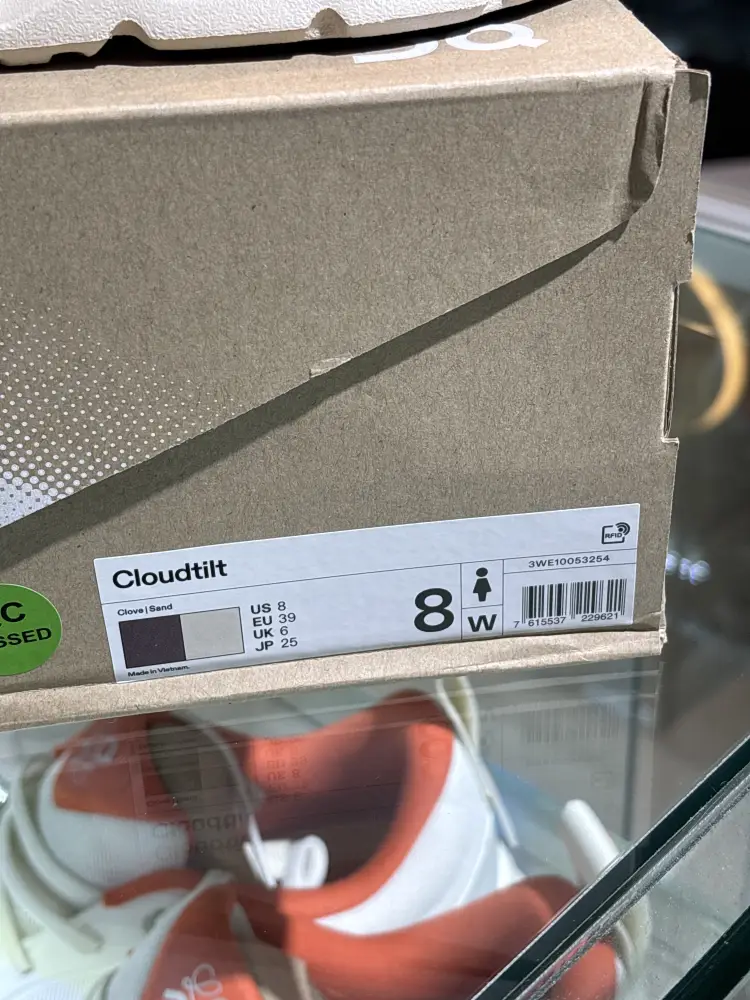 Cloudtilt
Clove | Sand
US 8
EU 39
UK 6
JP 25
Made in Vietnam.
8
W
RFID
3WE10053254
7 615537 229621
C
SSED